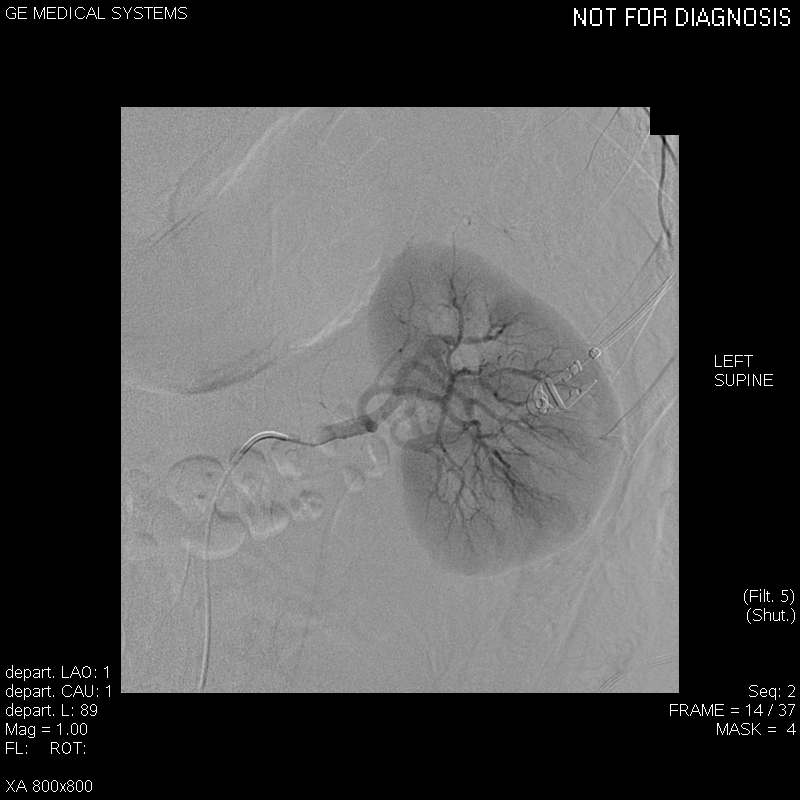 GE MEDICAL SYSTEMS
NOT FOR DIAGNOSIS
LEFT
SUPINE
(Filt. 5)
(Shut.)
depart. LAO: 1
depart. CAU: 1
depart. L: 89
Mag = 1.00
FL: ROT:
Seq: 2
FRAME = 14 / 37
MASK = 4
XA 800x800